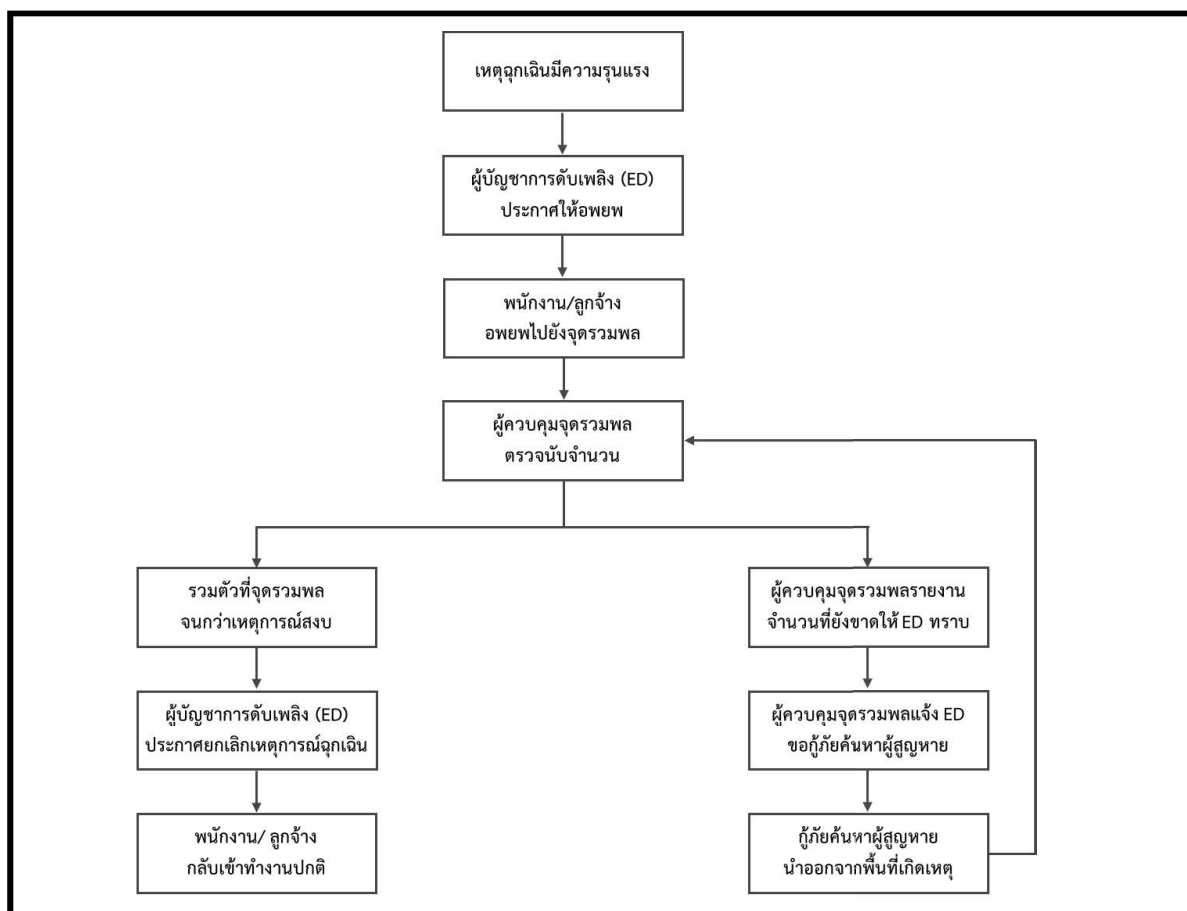 เหตุฉุกเฉินมีความรุนแรง
ผู้บัญชาการดับเพลิง (ED)
ประกาศให้อพยพ
พนักงาน/ลูกจ้าง
อพยพไปยังจุดรวมพล
ผู้ควบคุมจุดรวมพล
ตรวจนับจำนวน
รวมตัวที่จุดรวมพล
จนกว่าเหตุการณ์สงบ
ผู้บัญชาการดับเพลิง (ED)
ประกาศยกเลิกเหตุการณ์ฉุกเฉิน
พนักงาน/ ลูกจ้าง
กลับเข้าทำงานปกติ
ผู้ควบคุมจุดรวมพลรายงาน
จำนวนที่ยังขาดให้ ED ทราบ
ผู้ควบคุมจุดรวมพลแจ้ง ED
ขอกู้ภัยค้นหาผู้สูญหาย
กู้ภัยค้นหาผู้สูญหาย
นำออกจากพื้นที่เกิดเหตุ